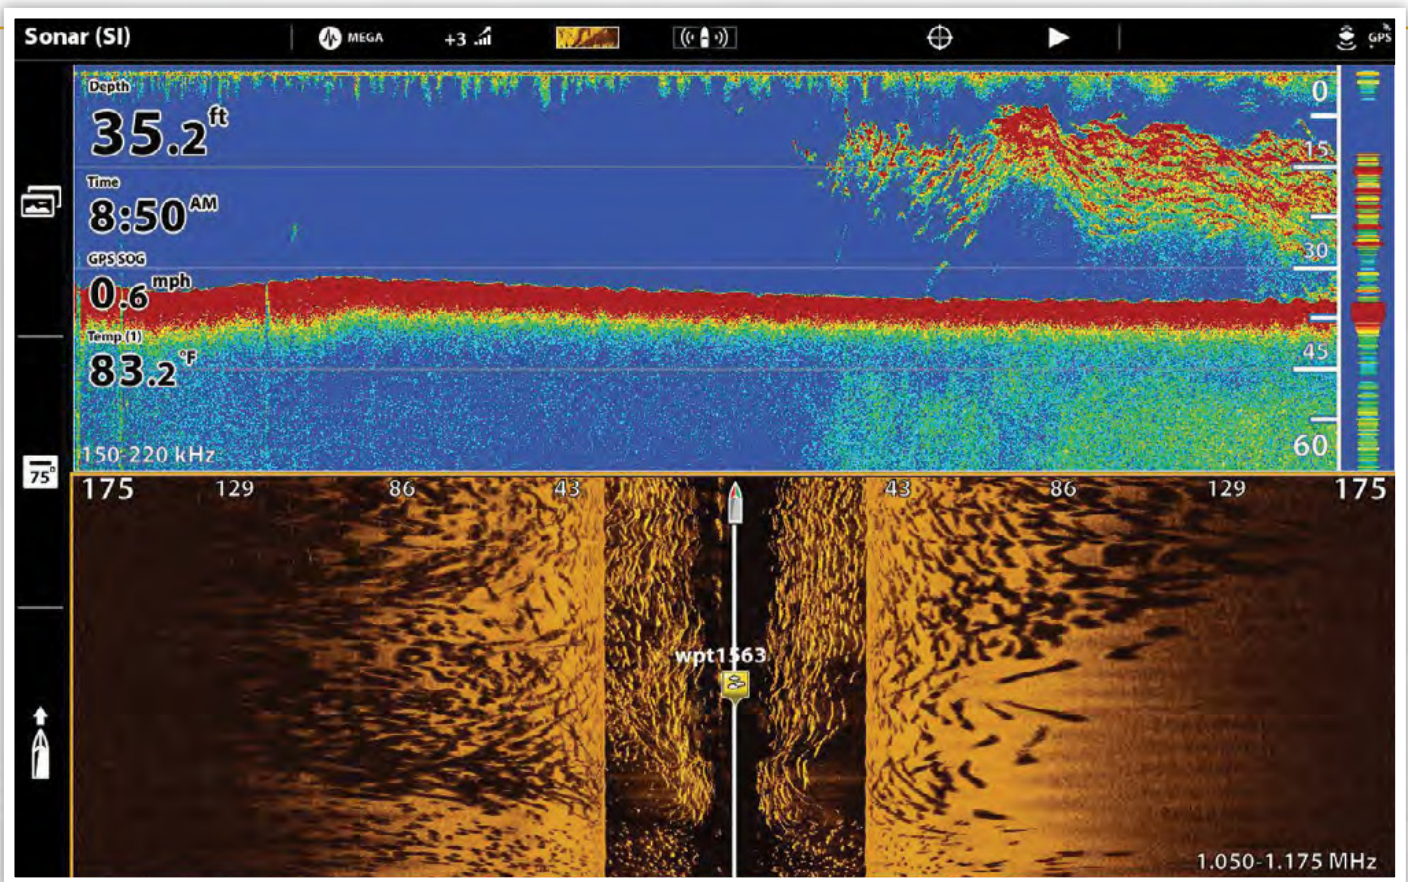 Sonar (SI)
MEGA
+3
GPS
Depth
35.2 ft
Time
8:50 AM
GPS SOG
0.6 mph
Temp (1)
83.2 °F
150-220 kHz
0
15
30
45
60
75°
175 129 86 43 43 86 129 175
wpt1563
1.050-1.175 MHz